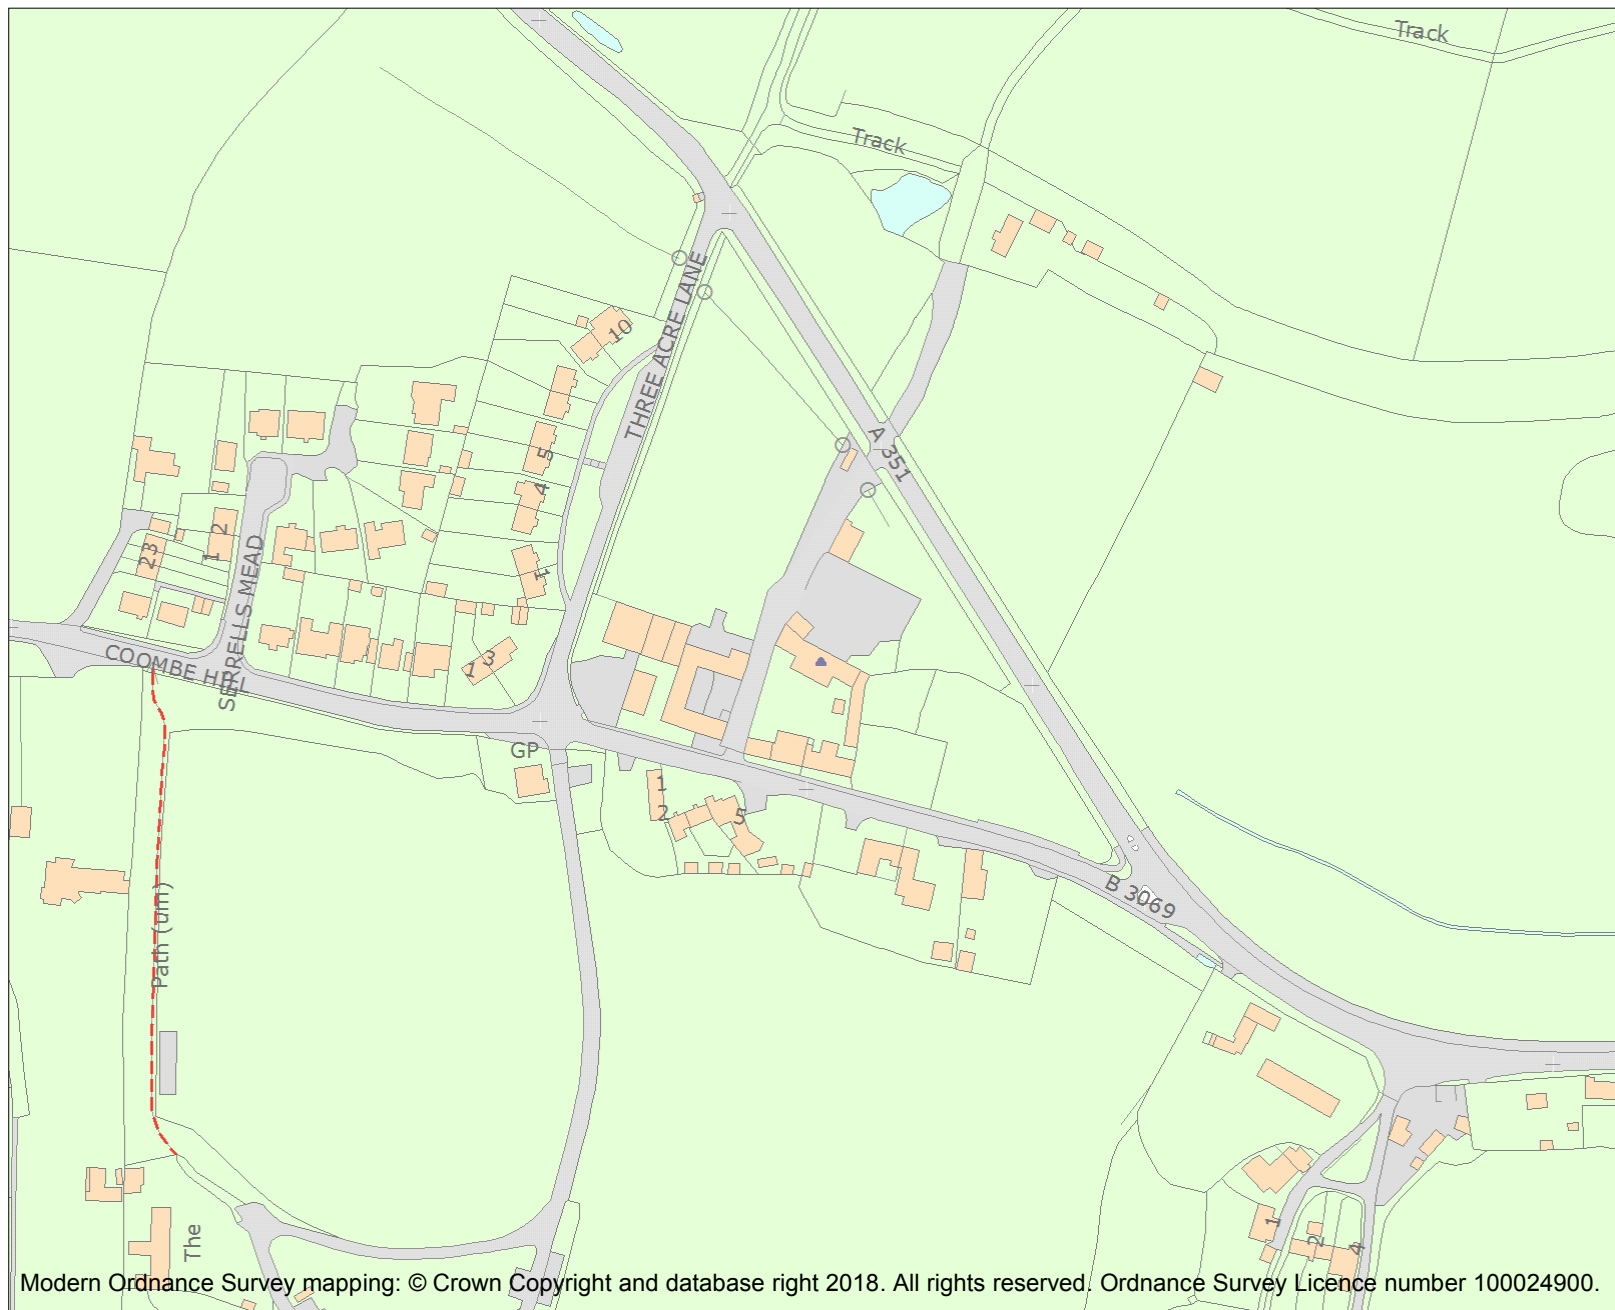 Track
Track
THREE ACRE LANE
10
A 351
5
4
1
2
1
23
SERRELLS MEAD
COOMBE HILL
1 3
GP
1
2
5
B 3069
Path (um)
The
1
2
4
Modern Ordnance Survey mapping: © Crown Copyright and database right 2018. All rights reserved. Ordnance Survey Licence number 100024900.